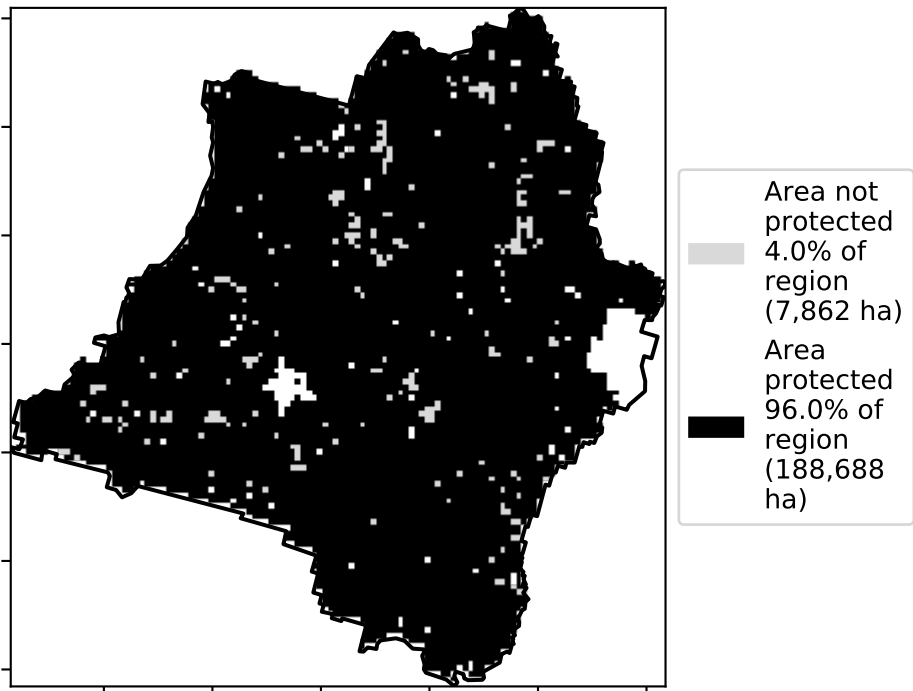 Area not
protected
4.0% of
region
(7,862 ha)
Area
protected
96.0% of
region
(188,688
ha)